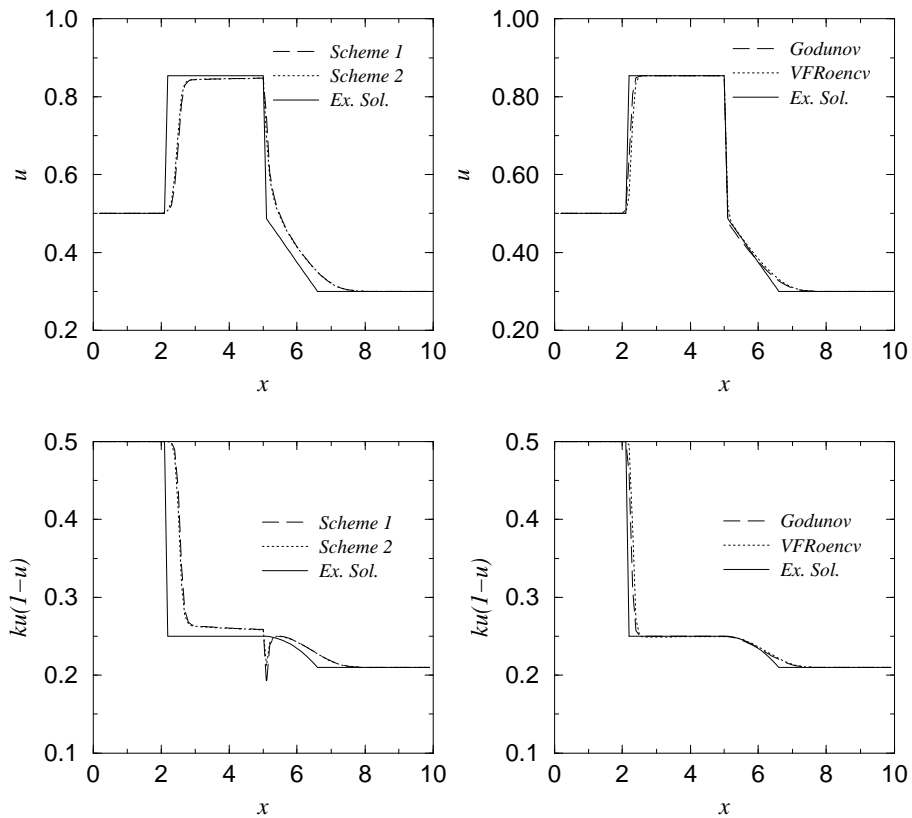 1.00
0.8
0.6
0.4
0.2
u
0 2 4 6 8 10
x
Scheme 1
Scheme 2
Ex. Sol.
1.00
0.80
0.60
0.40
0.20
u
0 2 4 6 8 10
x
Godunov
VFRoencv
Ex. Sol.
0.5
0.4
0.3
0.2
0.1
ku(1−u)
0 2 4 6 8 10
x
Scheme 1
Scheme 2
Ex. Sol.
0.5
0.4
0.3
0.2
0.1
ku(1−u)
0 2 4 6 8 10
x
Godunov
VFRoencv
Ex. Sol.